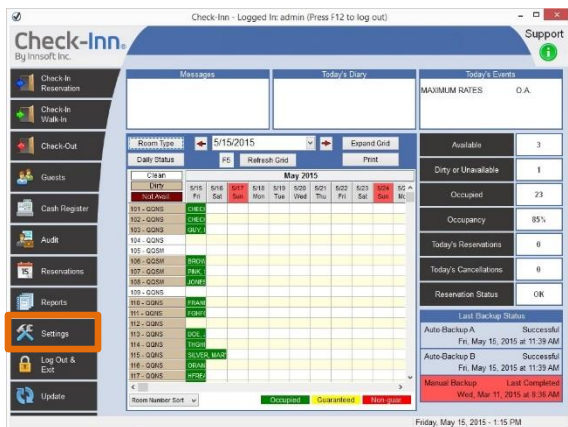 Check-Inn - Logged In: admin (Press F12 to log out)
Check-Inn®
By Innsoft Inc.
Support
Check-In
Reservation
Check-In
Walk-In
Check-Out
Guests
Cash Register
Audit
Reservations
Reports
Settings
Log Out &
Exit
Update
Messages
Today's Diary
Today's Events
MAXIMUM RATES O.A.
Room Type 5/15/2015 Expand Grid
Daily Status F5 Refresh Grid Print
Clean May 2015
Dirty 5/15 5/16 5/17 5/18 5/19 5/20 5/21 5/22 5/23 5/24
Not Avail Fri Sat Sun Mon Tue Wed Thu Fri Sat Sun
101 - QQNS CHECK
102 - QQNS CHECK
103 - QQNS GUY,
104 - QQNS
105 - QQSM
106 - QQSM BROW
107 - QQSM PINK,
108 - QQSM JONES
109 - QQNS
110 - QQNS FRAN
111 - QQNS
112 - QQNS
113 - QQNS DOE, J
114 - QQNS
115 - QQNS SILVER, MARY
116 - QQNS ORAN
117 - QQNS
Room Number Sort Occupied Guaranteed Non-guar
Available 3
Dirty or Unavailable 1
Occupied 23
Occupancy 85%
Today's Reservations 0
Today's Cancellations 0
Reservation Status OK
Last Backup Status
Auto-Backup A Successful
Fri, May 15, 2015 at 11:39 AM
Auto-Backup B Successful
Fri, May 15, 2015 at 11:39 AM
Manual Backup Last Completed
Wed, Mar 11, 2015 at 8:36 AM
Friday, May 15, 2015 - 1:15 PM